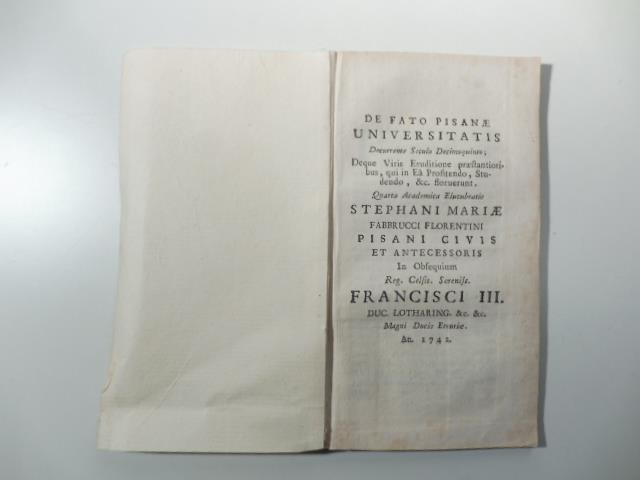 DE FATO PISANÆ
UNIVERSITATIS
Decurrente Seculo Decimoquinto;
Deque Viris Eruditione præstantiori-
bus, qui in Eâ Profitendo, Stu-
dendo, &c. floruerunt.
Quarta Academica Elucubratio
STEPHANI MARIÆ
FABBRUCCI FLORENTINI
PISANI CIVIS
ET ANTECESSORIS
In Obsequium
Reg. Celsit. Sereniss.
FRANCISCI III.
DUC. LOTHARING. &c. &c.
Magni Ducis Etruriæ.
An. 1742.